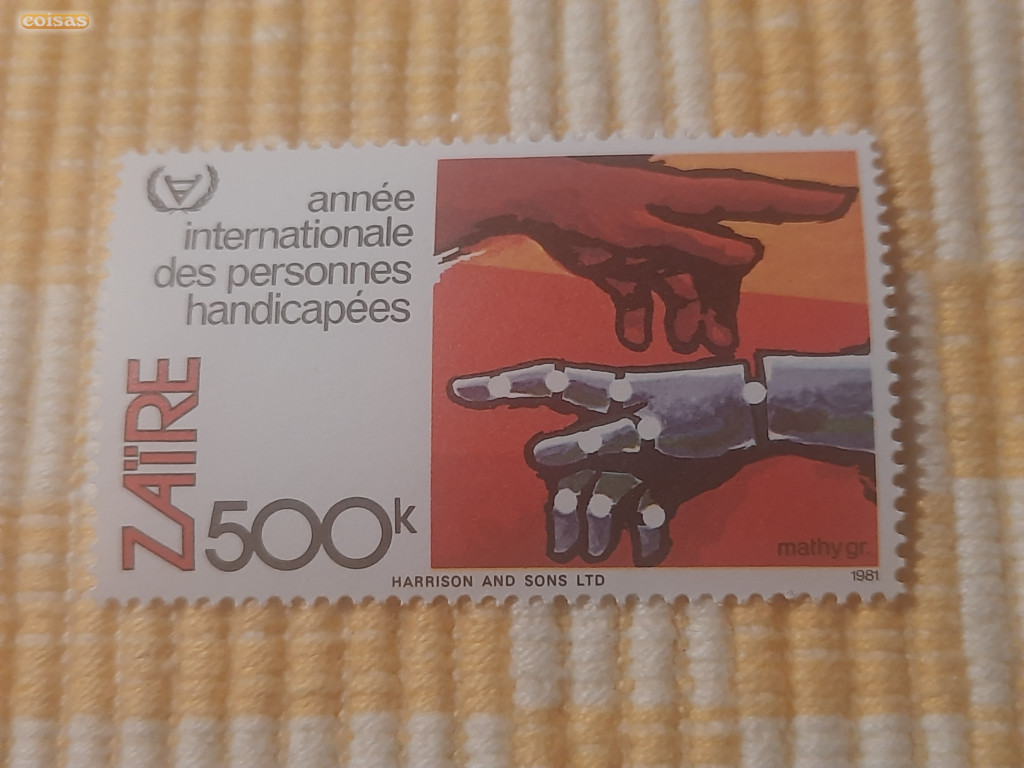 coisas
année
internationale
des personnes
handicapées
ZAÏRE
500k
mathy gr.
HARRISON AND SONS LTD
1981